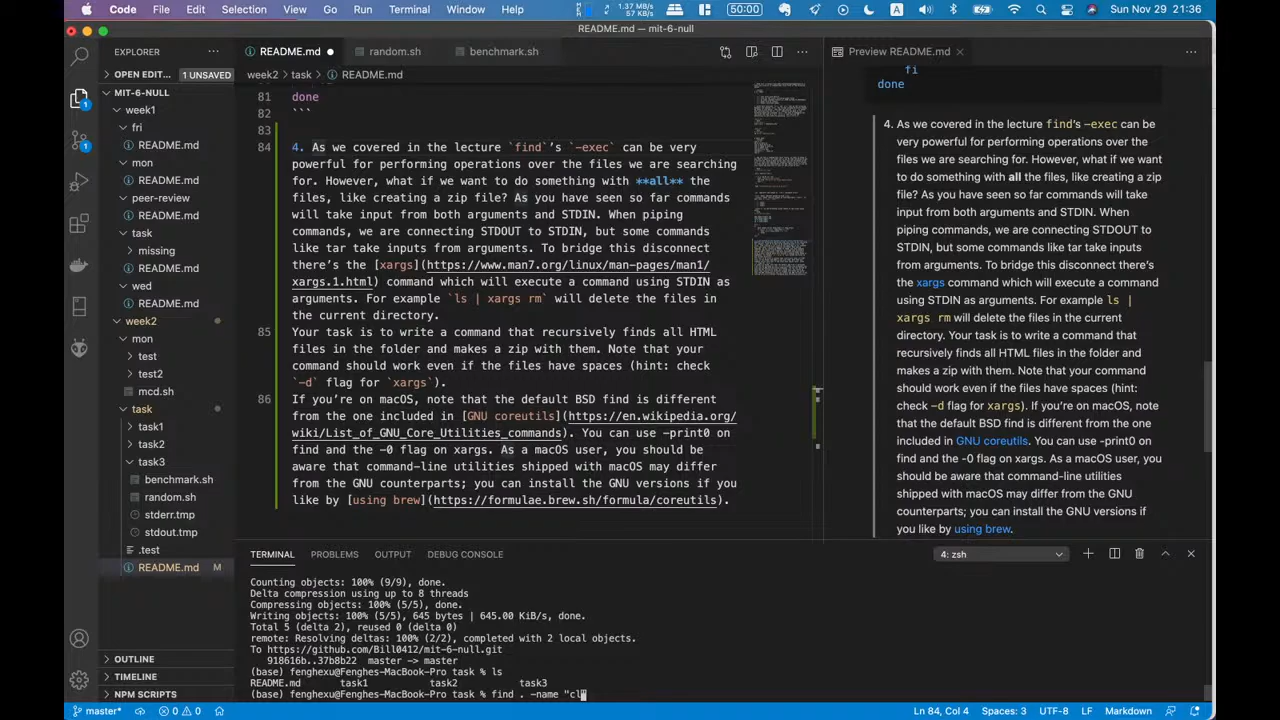 Code File Edit Selection View Go Run Terminal Window Help 1.37 MB/s 57 KB/s 50:00 A Sun Nov 29 21:36
README.md — mit-6-null
EXPLORER
OPEN EDIT... 1 UNSAVED
MIT-6-NULL
week1
fri
README.md
mon
README.md
peer-review
README.md
task
missing
README.md
wed
README.md
week2
mon
test
test2
mcd.sh
task
task1
task2
task3
benchmark.sh
random.sh
stderr.tmp
stdout.tmp
.test
README.md M
OUTLINE
TIMELINE
NPM SCRIPTS
README.md random.sh benchmark.sh
week2 > task > README.md
81 done
82 ```
83
84 4. As we covered in the lecture `find`'s `-exec` can be very
powerful for performing operations over the files we are searching
for. However, what if we want to do something with **all** the
files, like creating a zip file? As you have seen so far commands
will take input from both arguments and STDIN. When piping
commands, we are connecting STDOUT to STDIN, but some commands
like tar take inputs from arguments. To bridge this disconnect
there's the [xargs](https://www.man7.org/linux/man-pages/man1/
xargs.1.html) command which will execute a command using STDIN as
arguments. For example `ls | xargs rm` will delete the files in
the current directory.
85 Your task is to write a command that recursively finds all HTML
files in the folder and makes a zip with them. Note that your
command should work even if the files have spaces (hint: check
`-d` flag for `xargs`).
86 If you're on macOS, note that the default BSD find is different
from the one included in [GNU coreutils](https://en.wikipedia.org/
wiki/List_of_GNU_Core_Utilities_commands). You can use -print0 on
find and the -0 flag on xargs. As a macOS user, you should be
aware that command-line utilities shipped with macOS may differ
from the GNU counterparts; you can install the GNU versions if you
like by [using brew](https://formulae.brew.sh/formula/coreutils).
Preview README.md
fi
done
4. As we covered in the lecture find's -exec can be
very powerful for performing operations over the
files we are searching for. However, what if we want
to do something with all the files, like creating a zip
file? As you have seen so far commands will take
input from both arguments and STDIN. When
piping commands, we are connecting STDOUT to
STDIN, but some commands like tar take inputs
from arguments. To bridge this disconnect there's
the xargs command which will execute a command
using STDIN as arguments. For example ls |
xargs rm will delete the files in the current
directory. Your task is to write a command that
recursively finds all HTML files in the folder and
makes a zip with them. Note that your command
should work even if the files have spaces (hint:
check -d flag for xargs). If you're on macOS, note
that the default BSD find is different from the one
included in GNU coreutils. You can use -print0 on
find and the -0 flag on xargs. As a macOS user, you
should be aware that command-line utilities
shipped with macOS may differ from the GNU
counterparts; you can install the GNU versions if
you like by using brew.
TERMINAL PROBLEMS OUTPUT DEBUG CONSOLE 4: zsh
Counting objects: 100% (9/9), done.
Delta compression using up to 8 threads
Compressing objects: 100% (5/5), done.
Writing objects: 100% (5/5), 645 bytes | 645.00 KiB/s, done.
Total 5 (delta 2), reused 0 (delta 0)
remote: Resolving deltas: 100% (2/2), completed with 2 local objects.
To https://github.com/Bill0412/mit-6-null.git
918616b..37b8b22 master -> master
(base) fenghexu@Fenghes-MacBook-Pro task % ls
README.md task1 task2 task3
(base) fenghexu@Fenghes-MacBook-Pro task % find . -name "cl"
master* 0 0 Ln 84, Col 4 Spaces: 3 UTF-8 LF Markdown